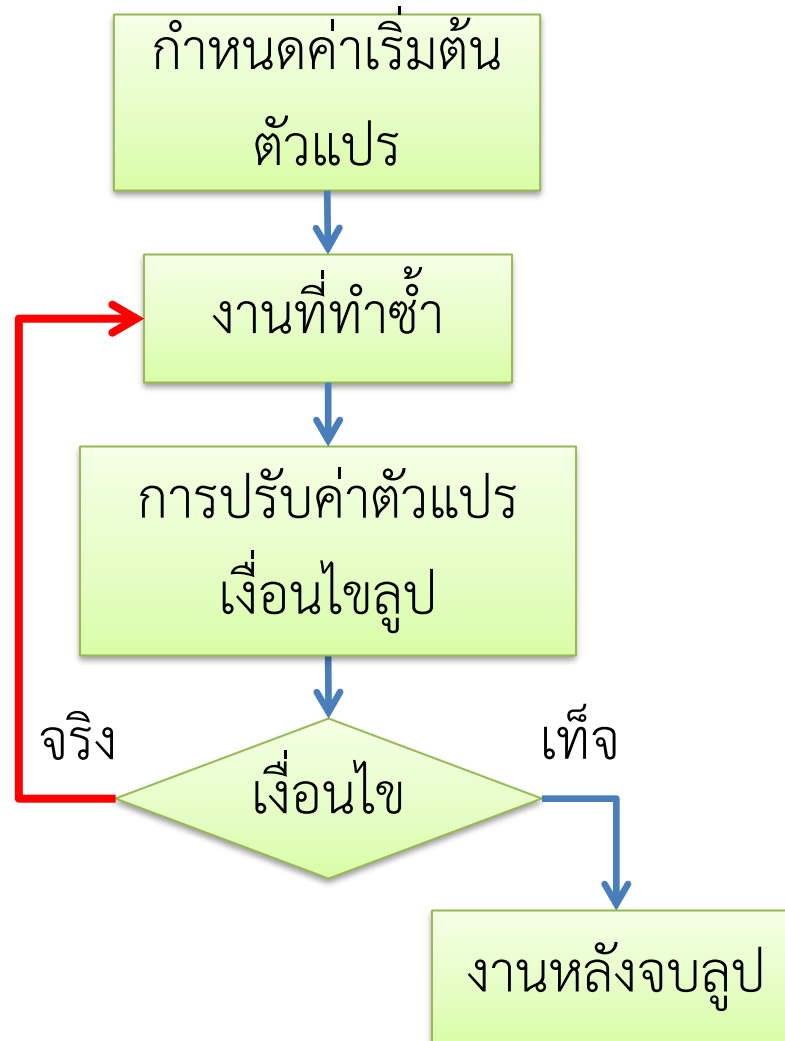 กำหนดค่าเริ่มต้น
ตัวแปร
งานที่ทำซ้ำ
การปรับค่าตัวแปร
เงื่อนไขลูป
จริง
เท็จ
เงื่อนไข
งานหลังจบลูป